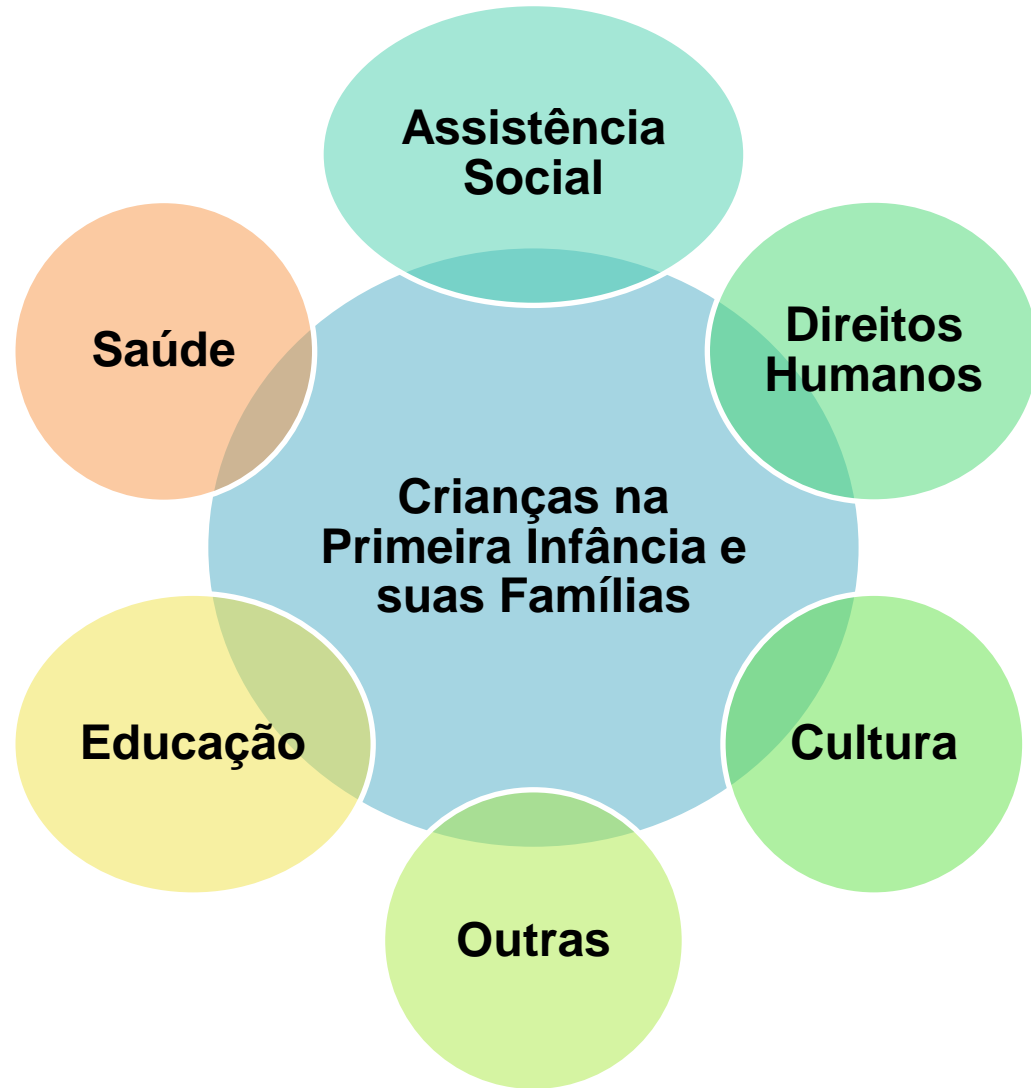 Assistência
Social
Direitos
Humanos
Saúde
Crianças na
Primeira Infância e
suas Famílias
Educação
Cultura
Outras